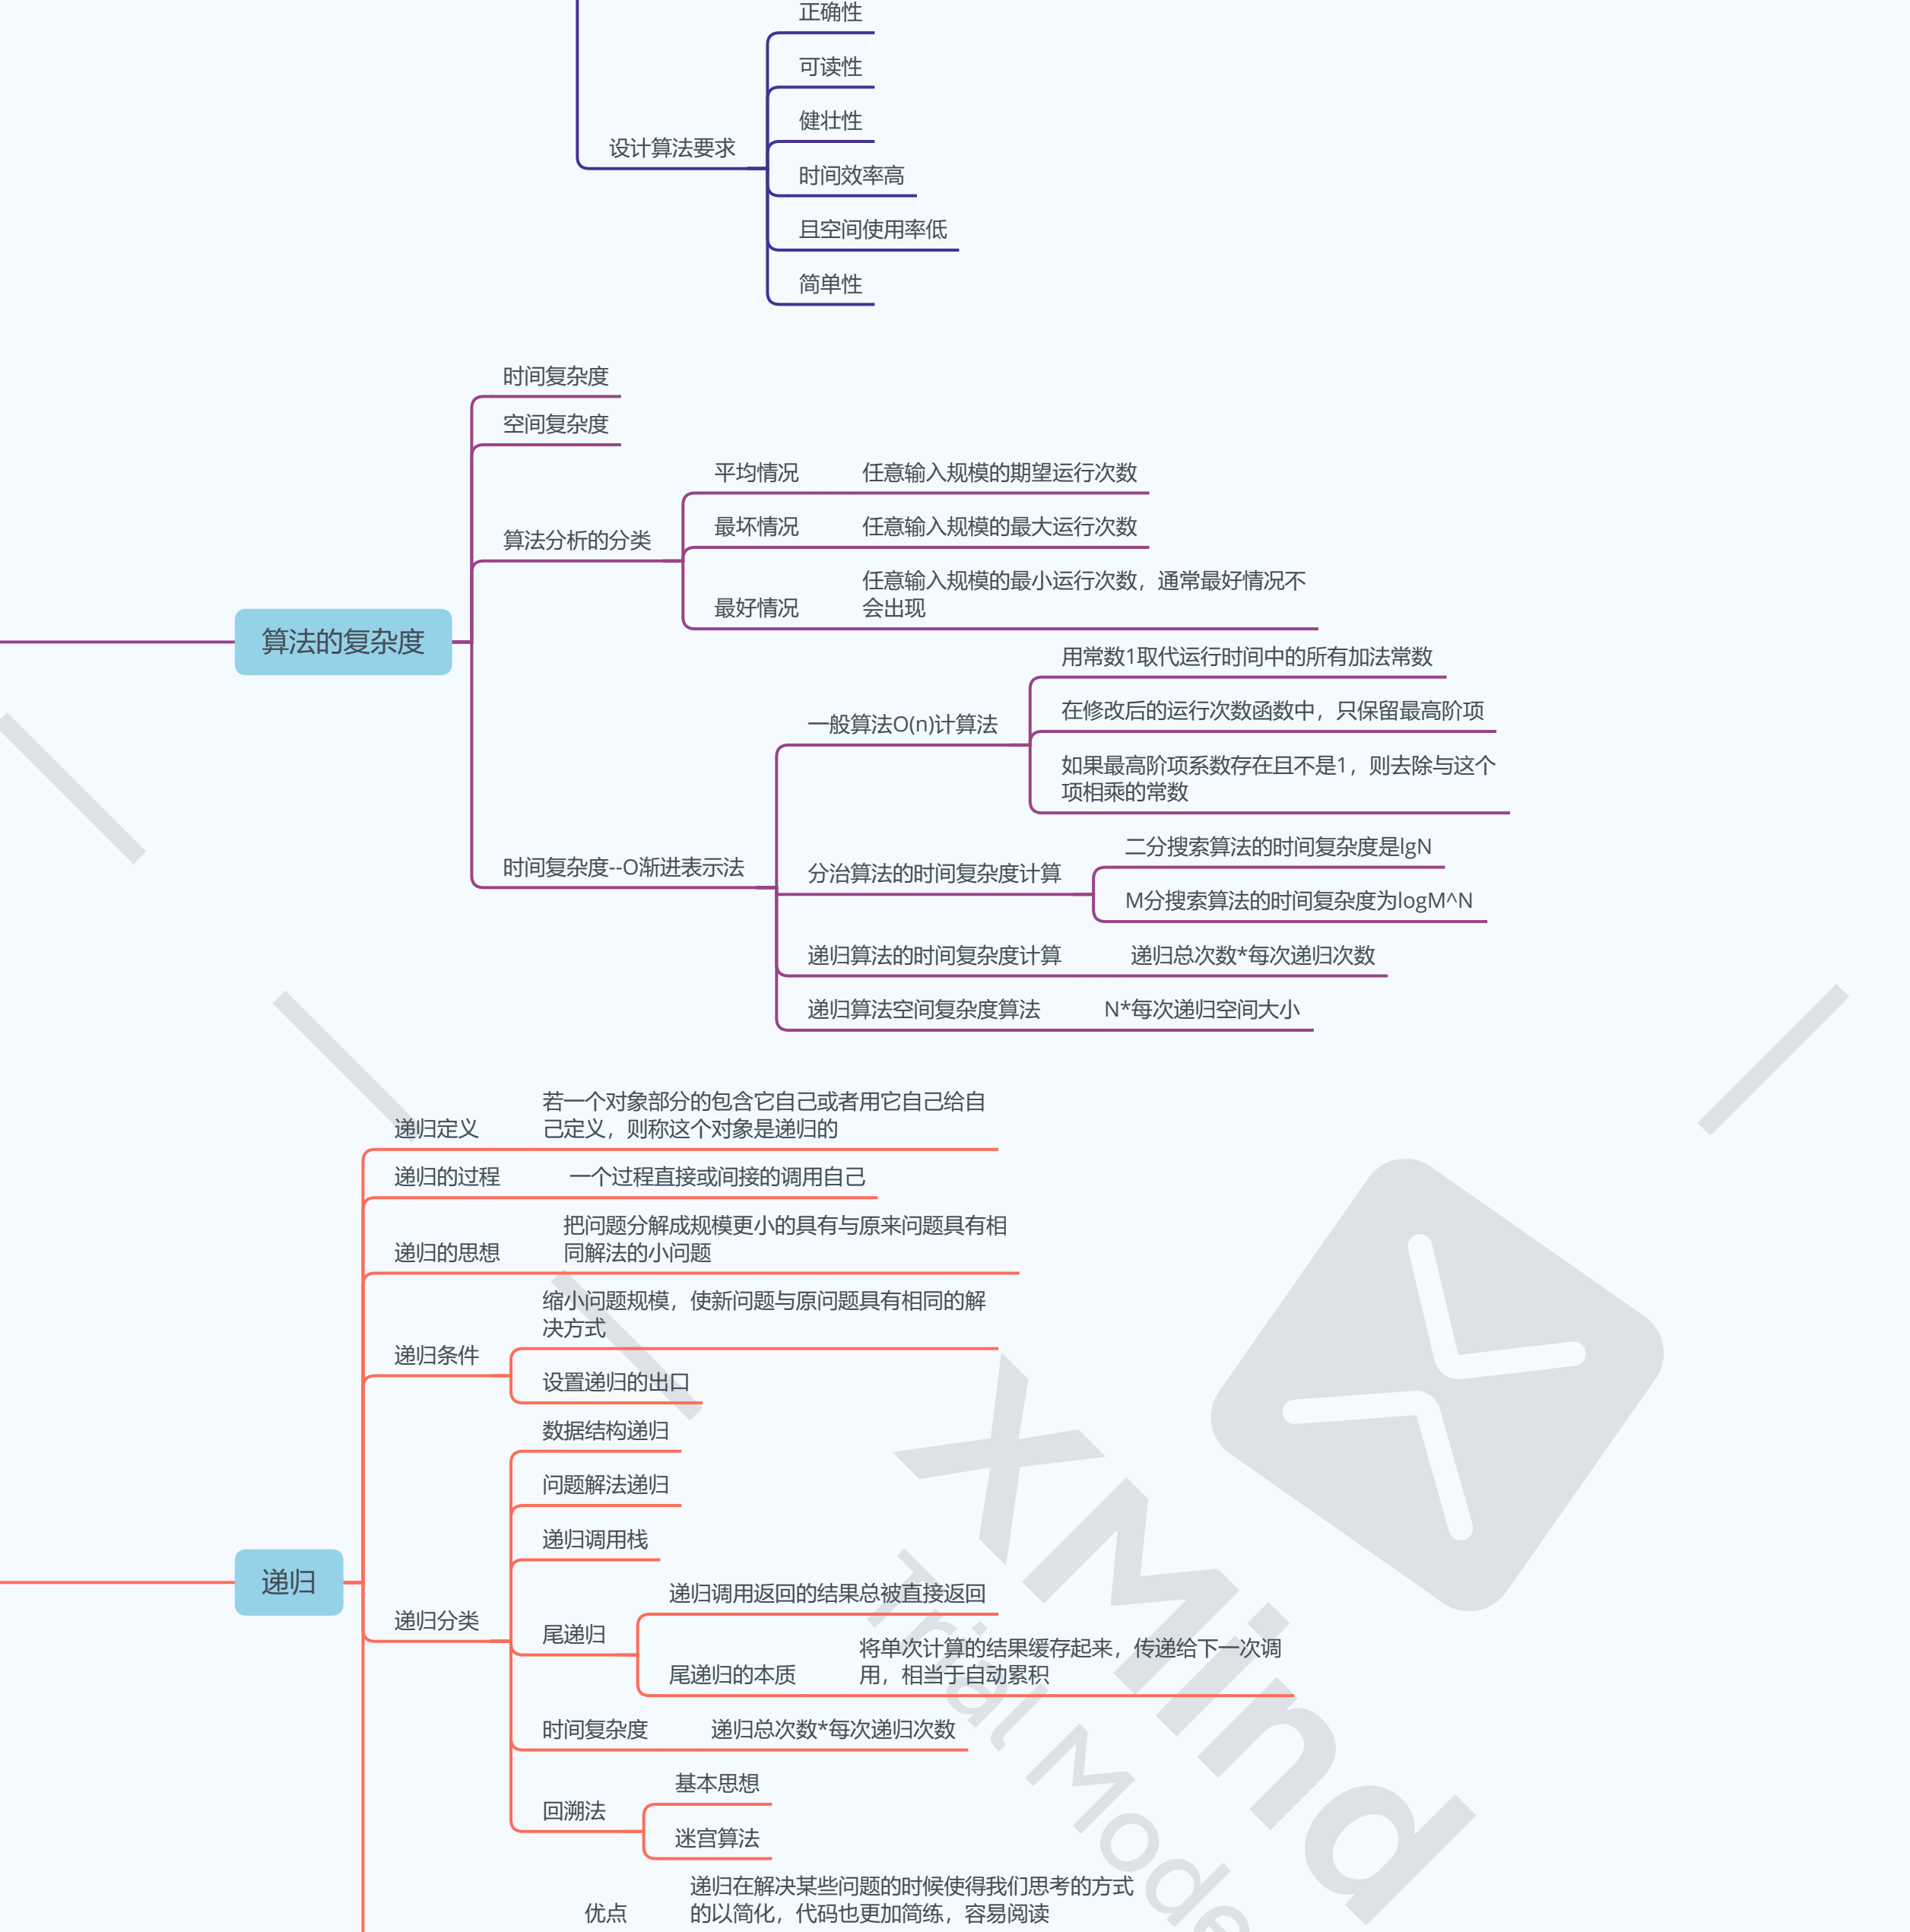 正确性
可读性
健壮性
设计算法要求
时间效率高
且空间使用率低
简单性
时间复杂度
空间复杂度
平均情况 任意输入规模的期望运行次数
最坏情况 任意输入规模的最大运行次数
算法分析的分类
任意输入规模的最小运行次数，通常最好情况不
最好情况 会出现
算法的复杂度
用常数1取代运行时间中的所有加法常数
在修改后的运行次数函数中，只保留最高阶项
一般算法O(n)计算法
如果最高阶项系数存在且不是1，则去除与这个
项相乘的常数
时间复杂度--O渐进表示法
二分搜索算法的时间复杂度是lgN
分治算法的时间复杂度计算
M分搜索算法的时间复杂度为logM^N
递归算法的时间复杂度计算 递归总次数*每次递归次数
递归算法空间复杂度算法 N*每次递归空间大小
若一个对象部分的包含它自己或者用它自己给自
递归定义 己定义，则称这个对象是递归的
递归的过程 一个过程直接或间接的调用自己
把问题分解成规模更小的具有与原来问题具有相
递归的思想 同解法的小问题
缩小问题规模，使新问题与原问题具有相同的解
决方式
递归条件
设置递归的出口
数据结构递归
问题解法递归
递归调用栈
递归
递归分类
递归调用返回的结果总被直接返回
尾递归
将单次计算的结果缓存起来，传递给下一次调
尾递归的本质 用，相当于自动累积
时间复杂度 递归总次数*每次递归次数
基本思想
回溯法
迷宫算法
递归在解决某些问题的时候使得我们思考的方式
优点 的以简化，代码也更加简练，容易阅读
XMind
Trial Mode